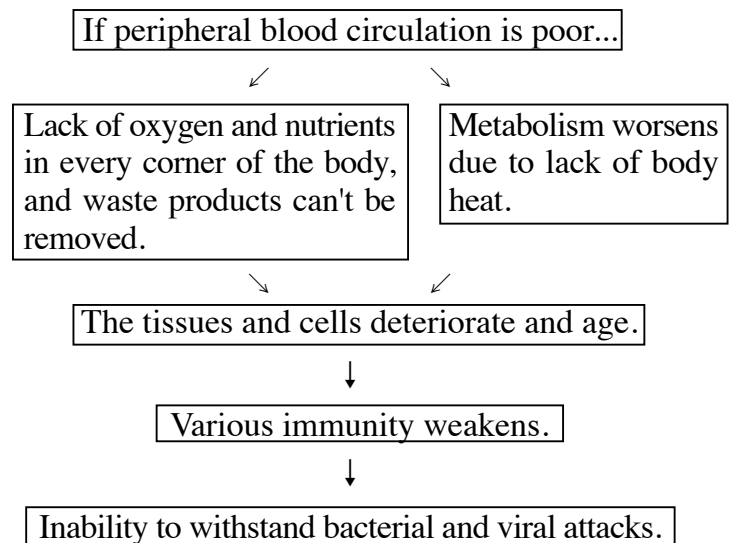 If peripheral blood circulation is poor...
Lack of oxygen and nutrients
in every corner of the body,
and waste products can't be
removed.
Metabolism worsens
due to lack of body
heat.
The tissues and cells deteriorate and age.
Various immunity weakens.
Inability to withstand bacterial and viral attacks.